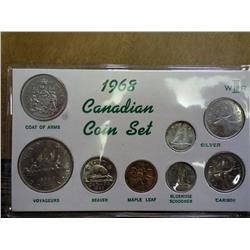 1968
Canadian
Coin Set
COAT OF ARMS
SILVER
VOYAGEURS
BEAVER
MAPLE LEAF
BLUENOSE
SCHOONER
CARIBOU